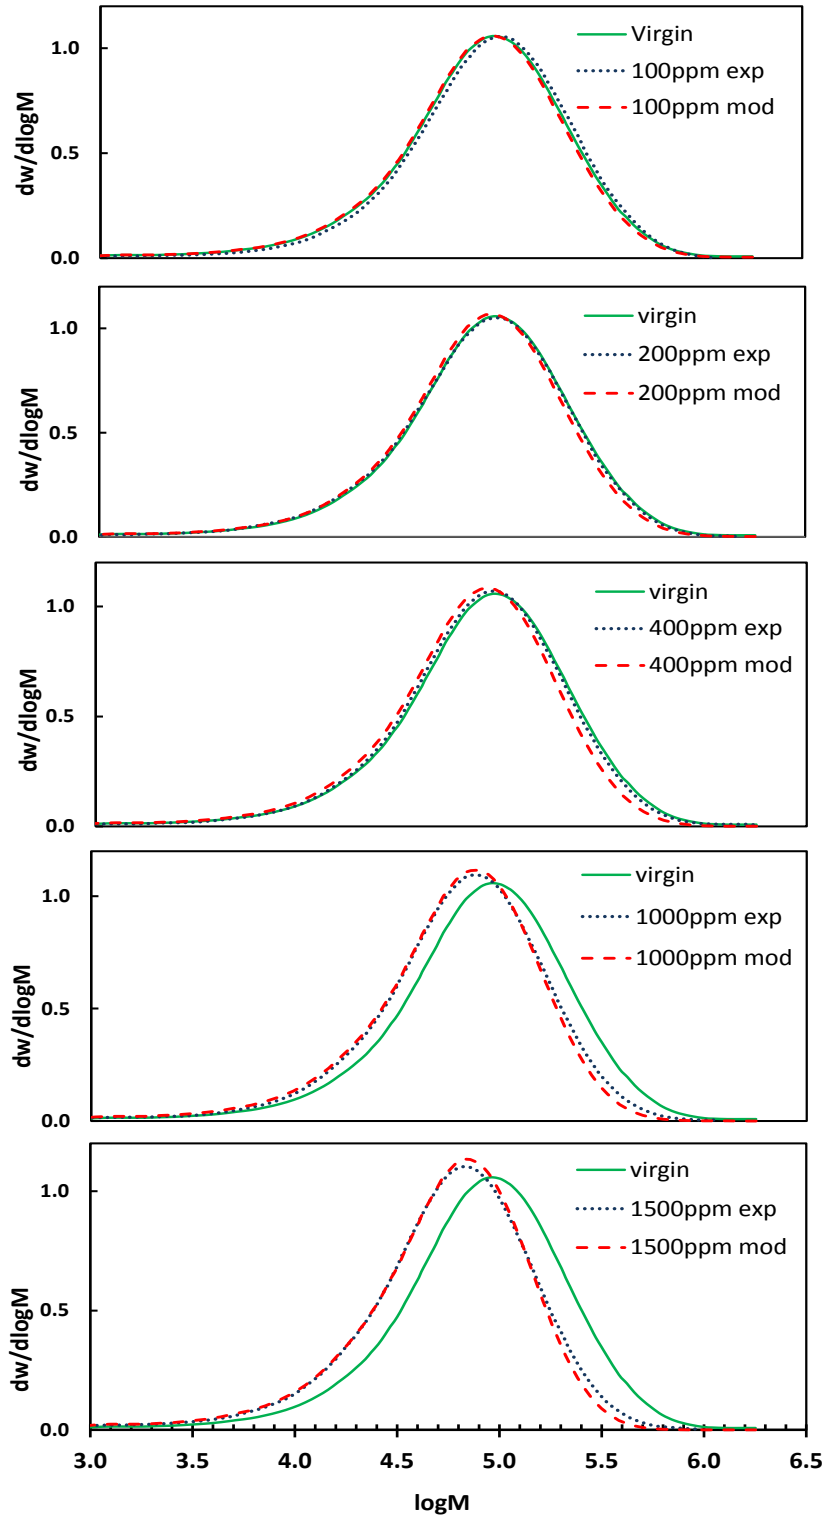 Virgin
100ppm exp
100ppm mod
1.0
0.5
0.0
dw/dlogM
virgin
200ppm exp
200ppm mod
1.0
0.5
0.0
dw/dlogM
virgin
400ppm exp
400ppm mod
1.0
0.5
0.0
dw/dlogM
virgin
1000ppm exp
1000ppm mod
1.0
0.5
0.0
dw/dlogM
virgin
1500ppm exp
1500ppm mod
1.0
0.5
0.0
dw/dlogM
3.0 3.5 4.0 4.5 5.0 5.5 6.0 6.5
logM